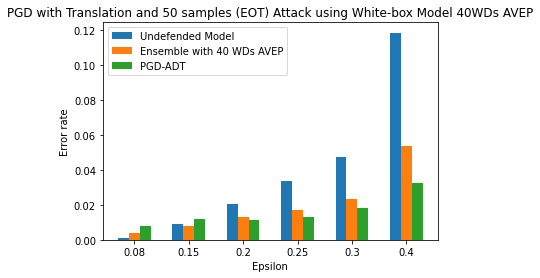 PGD with Translation and 50 samples (EOT) Attack using White-box Model 40WDs AVEP
Undefended Model
Ensemble with 40 WDs AVEP
PGD-ADT
0.12
0.10
0.08
0.06
0.04
0.02
0.00
Error rate
0.08 0.15 0.2 0.25 0.3 0.4
Epsilon